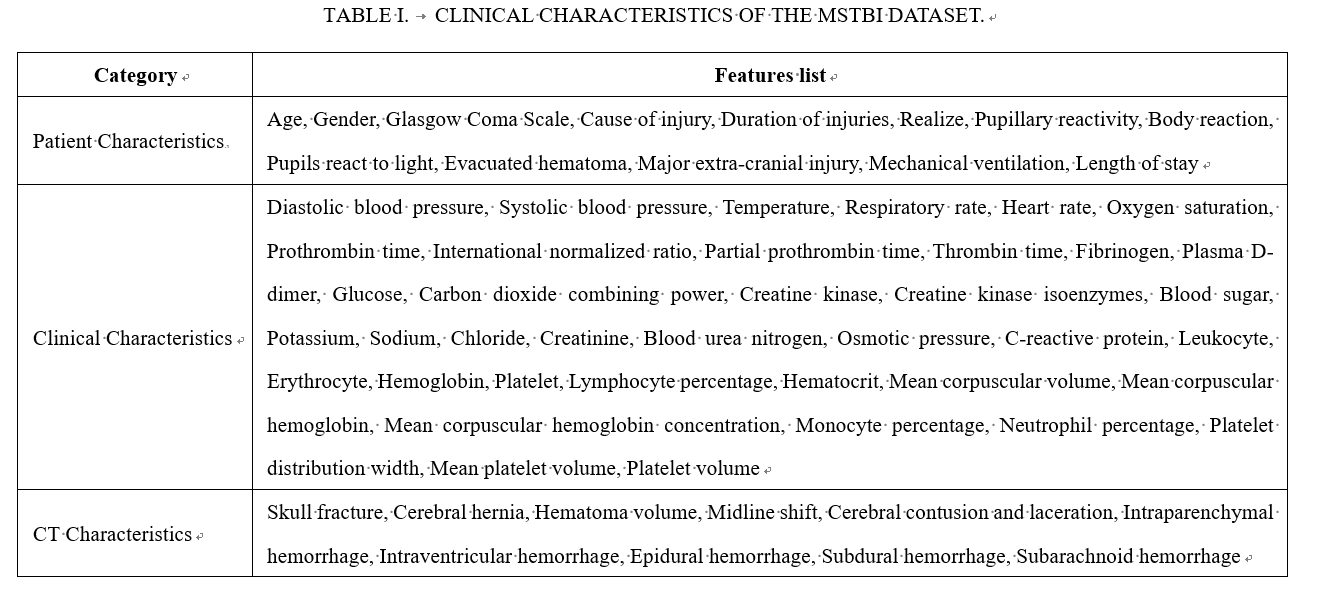 TABLE I. → CLINICAL CHARACTERISTICS OF THE MSTBI DATASET.
Category
Features list
Patient Characteristics
Age, Gender, Glasgow Coma Scale, Cause of injury, Duration of injuries, Realize, Pupillary reactivity, Body reaction,
Pupils react to light, Evacuated hematoma, Major extra-cranial injury, Mechanical ventilation, Length of stay
Clinical Characteristics
Diastolic blood pressure, Systolic blood pressure, Temperature, Respiratory rate, Heart rate, Oxygen saturation,
Prothrombin time, International normalized ratio, Partial prothrombin time, Thrombin time, Fibrinogen, Plasma D-
dimer, Glucose, Carbon dioxide combining power, Creatine kinase, Creatine kinase isoenzymes, Blood sugar,
Potassium, Sodium, Chloride, Creatinine, Blood urea nitrogen, Osmotic pressure, C-reactive protein, Leukocyte,
Erythrocyte, Hemoglobin, Platelet, Lymphocyte percentage, Hematocrit, Mean corpuscular volume, Mean corpuscular
hemoglobin, Mean corpuscular hemoglobin concentration, Monocyte percentage, Neutrophil percentage, Platelet
distribution width, Mean platelet volume, Platelet volume
CT Characteristics
Skull fracture, Cerebral hernia, Hematoma volume, Midline shift, Cerebral contusion and laceration, Intraparenchymal
hemorrhage, Intraventricular hemorrhage, Epidural hemorrhage, Subdural hemorrhage, Subarachnoid hemorrhage